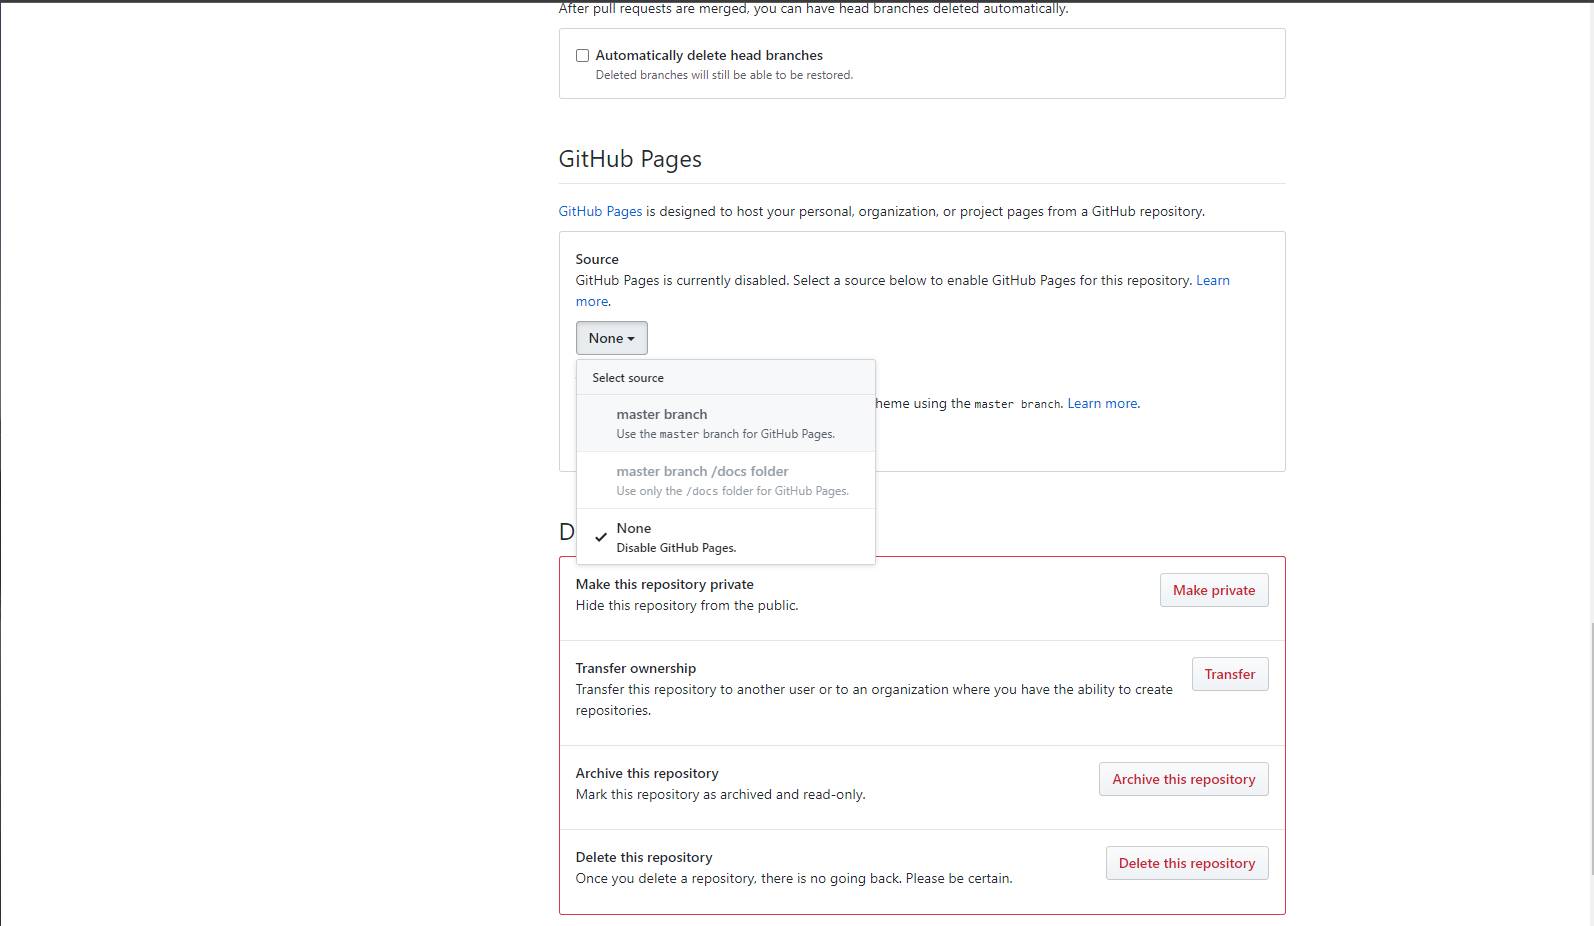 After pull requests are merged, you can have head branches deleted automatically.
Automatically delete head branches
Deleted branches will still be able to be restored.
GitHub Pages
GitHub Pages is designed to host your personal, organization, or project pages from a GitHub repository.
Source
GitHub Pages is currently disabled. Select a source below to enable GitHub Pages for this repository. Learn
more.
None
Select source
master branch
Use the master branch for GitHub Pages.
heme using the master branch. Learn more.
master branch /docs folder
Use only the /docs folder for GitHub Pages.
None
Disable GitHub Pages.
D
Make this repository private
Hide this repository from the public.
Make private
Transfer ownership
Transfer this repository to another user or to an organization where you have the ability to create
repositories.
Transfer
Archive this repository
Mark this repository as archived and read-only.
Archive this repository
Delete this repository
Once you delete a repository, there is no going back. Please be certain.
Delete this repository